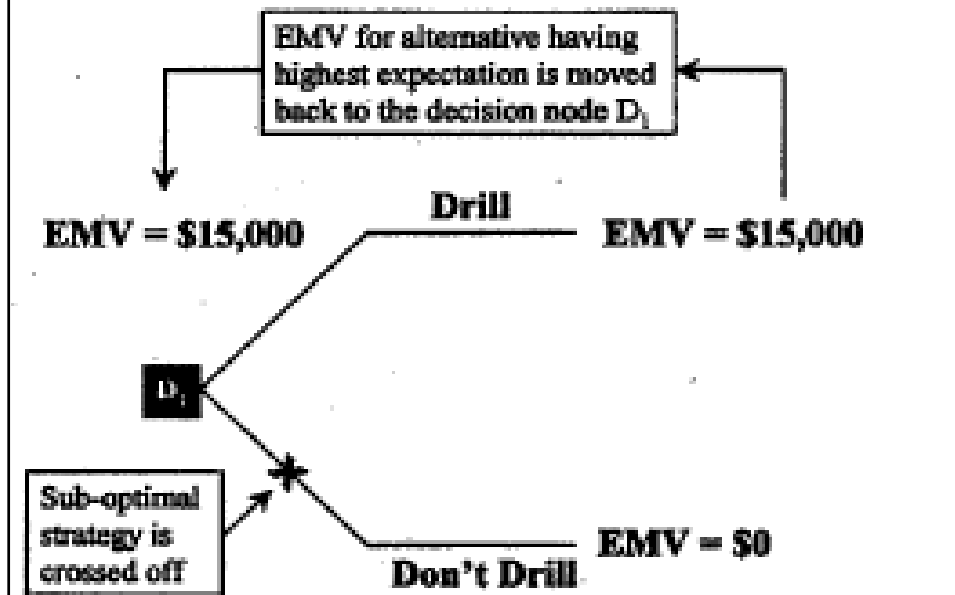 EMV for alternative having
highest expectation is moved
back to the decision node D₁
Drill
EMV = $15,000
EMV = $15,000
D₁
Sub-optimal
strategy is
crossed off
EMV = $0
Don't Drill